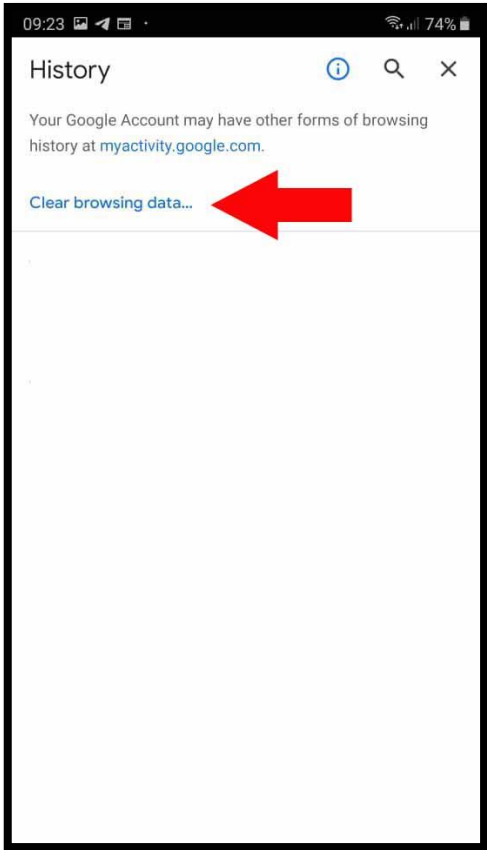 09:23 74%
History
Your Google Account may have other forms of browsing
history at myactivity.google.com.
Clear browsing data...